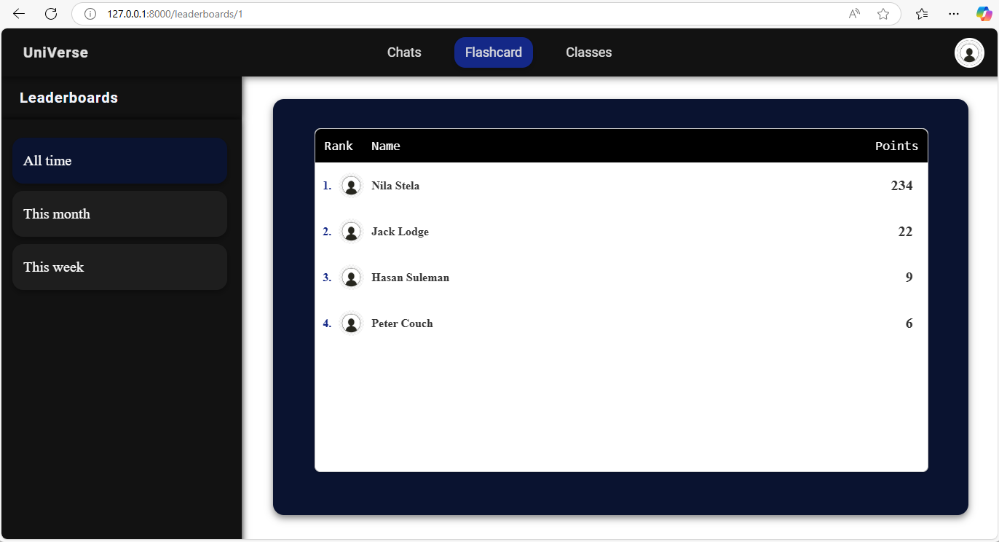 127.0.0.1:8000/leaderboards/1
UniVerse Chats Flashcard Classes
Leaderboards
All time
This month
This week
Rank Name Points
1. Nila Stela 234
2. Jack Lodge 22
3. Hasan Suleman 9
4. Peter Couch 6